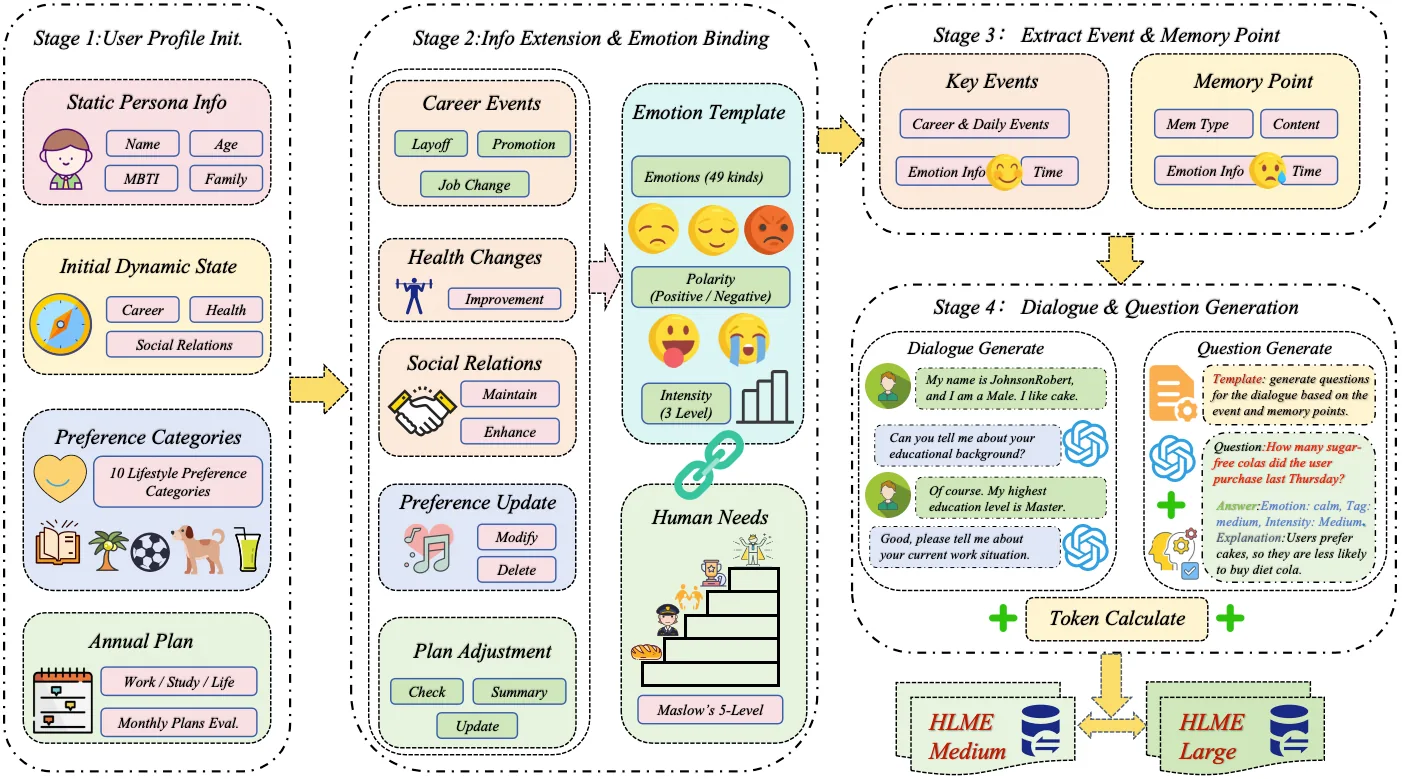 Stage 1:User Profile Init.
Static Persona Info
Name
Age
MBTI
Family
Initial Dynamic State
Career
Health
Social Relations
Preference Categories
10 Lifestyle Preference
Categories
Annual Plan
Work / Study / Life
Monthly Plans Eval.
Stage 2:Info Extension & Emotion Binding
Career Events
Layoff
Promotion
Job Change
Health Changes
Improvement
Social Relations
Maintain
Enhance
Preference Update
Modify
Delete
Plan Adjustment
Check
Summary
Update
Emotion Template
Emotions (49 kinds)
Polarity
(Positive / Negative)
Intensity
(3 Level)
Human Needs
Maslow's 5-Level
Stage 3： Extract Event & Memory Point
Key Events
Career & Daily Events
Emotion Info
Time
Memory Point
Mem Type
Content
Emotion Info
Time
Stage 4： Dialogue & Question Generation
Dialogue Generate
My name is JohnsonRobert,
and I am a Male. I like cake.
Can you tell me about your
educational background?
Of course. My highest
education level is Master.
Good, please tell me about
your current work situation.
Question Generate
Template: generate questions
for the dialogue based on the
event and memory points.
Question:How many sugar-
free colas did the user
purchase last Thursday?
Answer:Emotion: calm, Tag:
medium, Intensity: Medium、
Explanation:Users prefer
cakes, so they are less likely
to buy diet cola.
Token Calculate
HLME
Medium
HLME
Large